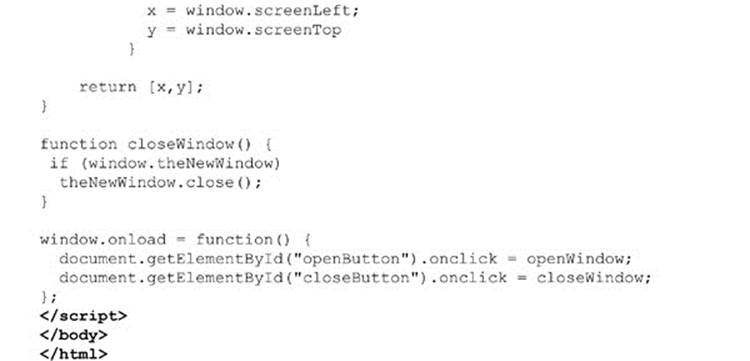 x = window.screenLeft;
y = window.screenTop
}
return [x,y];
}
function closeWindow() {
if (window.theNewWindow)
theNewWindow.close();
}
window.onload = function() {
document.getElementById("openButton").onclick = openWindow;
document.getElementById("closeButton").onclick = closeWindow;
};
</script>
</body>
</html>